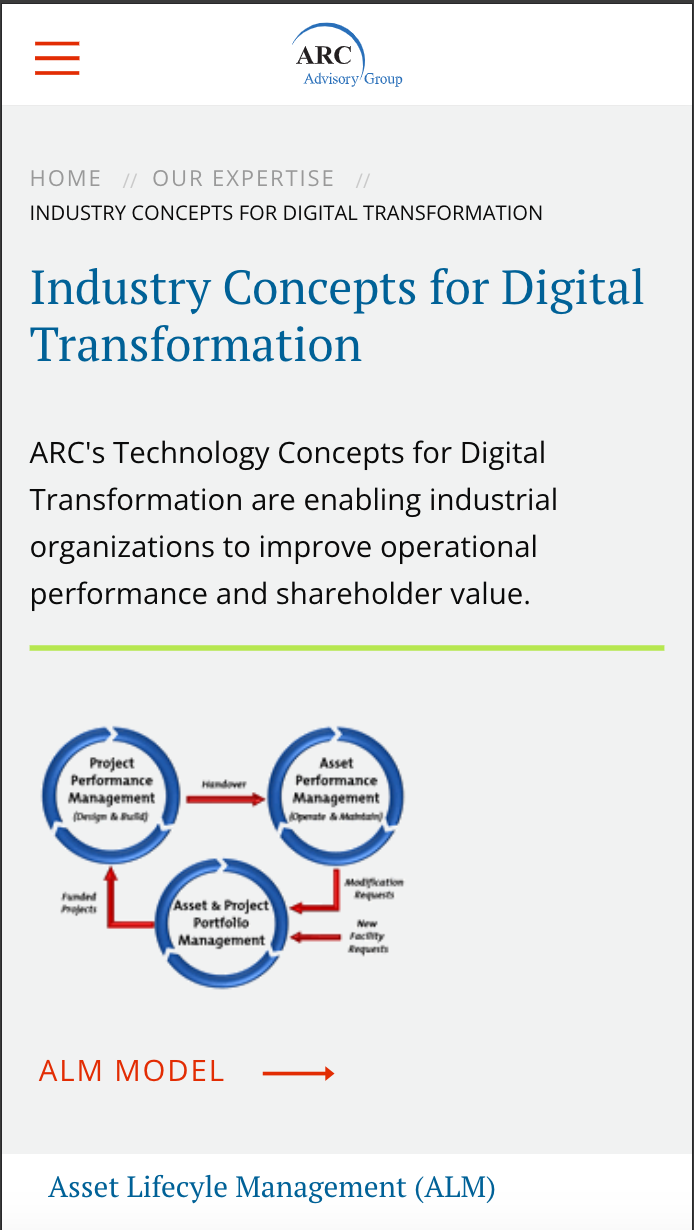 ARC
Advisory Group
HOME // OUR EXPERTISE //
INDUSTRY CONCEPTS FOR DIGITAL TRANSFORMATION
Industry Concepts for Digital
Transformation
ARC's Technology Concepts for Digital
Transformation are enabling industrial
organizations to improve operational
performance and shareholder value.
Project
Performance
Management
(Design & Build)
Handover
Asset
Performance
Management
(Operate & Maintain)
Funded
Projects
Asset & Project
Portfolio
Management
Modification
Requests
New
Facility
Requests
ALM MODEL
Asset Lifecyle Management (ALM)